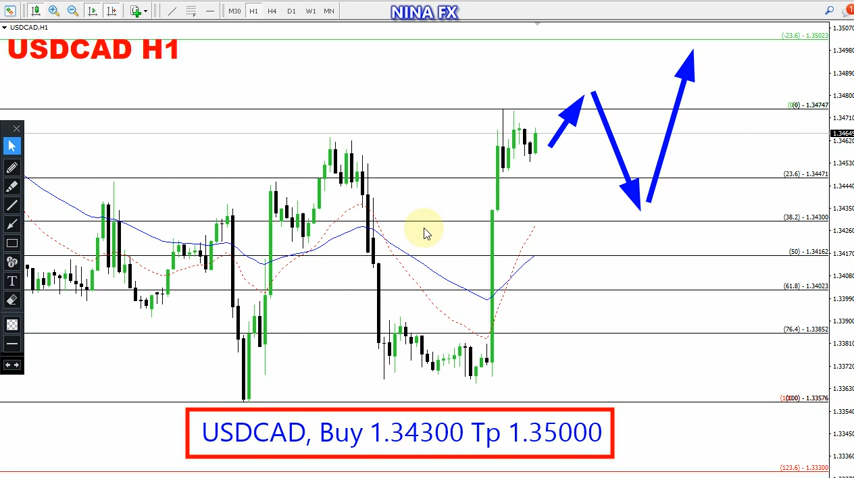 M30 H1 H4 D1 W1 MN
NINA FX
USDCAD,H1
USDCAD H1
(-23.6) - 1.35023
(0) - 1.34747
(23.6) - 1.34471
(38.2) - 1.34300
(50) - 1.34162
(61.8) - 1.34023
(76.4) - 1.33852
(100) - 1.33576
(123.6) - 1.33300
1.35070
1.34980
1.34890
1.34800
1.34710
1.34645
1.34620
1.34530
1.34440
1.34350
1.34260
1.34170
1.34080
1.33990
1.33900
1.33810
1.33720
1.33630
1.33540
1.33450
1.33360
T
USDCAD, Buy 1.34300 Tp 1.35000